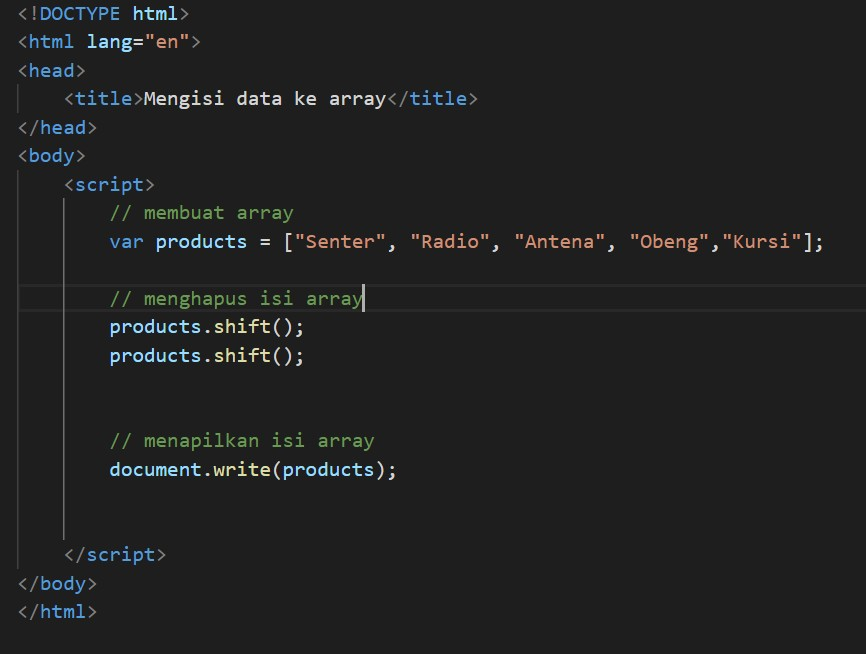 <!DOCTYPE html>
<html lang="en">
<head>
    <title>Mengisi data ke array</title>
</head>
<body>
    <script>
        // membuat array
        var products = ["Senter", "Radio", "Antena", "Obeng","Kursi"];
        // menghapus isi array
        products.shift();
        products.shift();
        // menapilkan isi array
        document.write(products);
    </script>
</body>
</html>